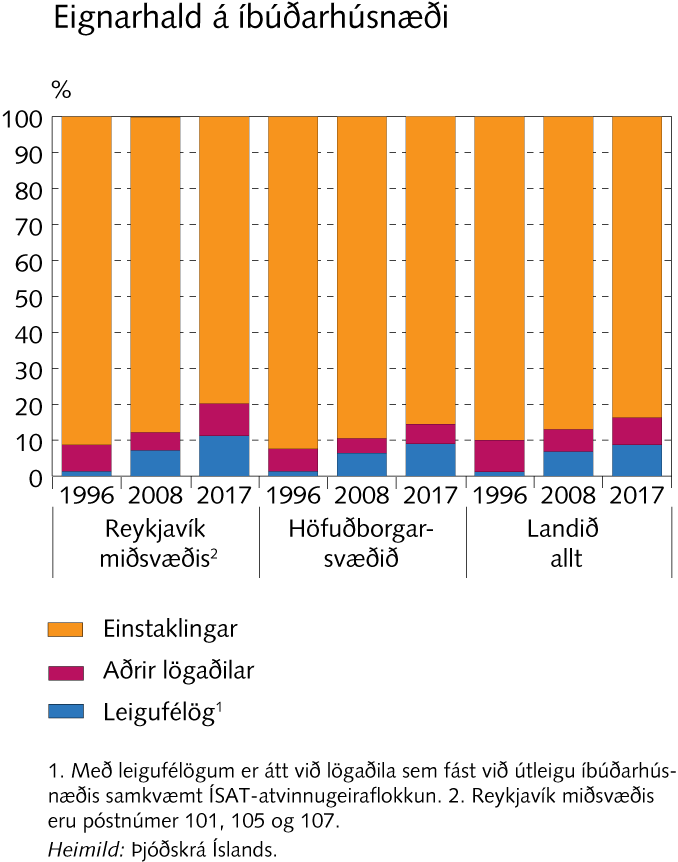 Eignarhald á íbúðarhúsnæði
%
100
90
80
70
60
50
40
30
20
10
0
1996 2008 2017 1996 2008 2017 1996 2008 2017
Reykjavík Höfuðborgar- Landið
miðsvæðis² svæðið allt
Einstaklingar
Aðrir lögaðilar
Leigufélög¹
1. Með leigufélögum er átt við lögaðila sem fást við útleigu íbúðarhús-
næðis samkvæmt ÍSAT-atvinnugeiraflokkun. 2. Reykjavík miðsvæðis
eru póstnúmer 101, 105 og 107.
Heimild: Þjóðskrá Íslands.